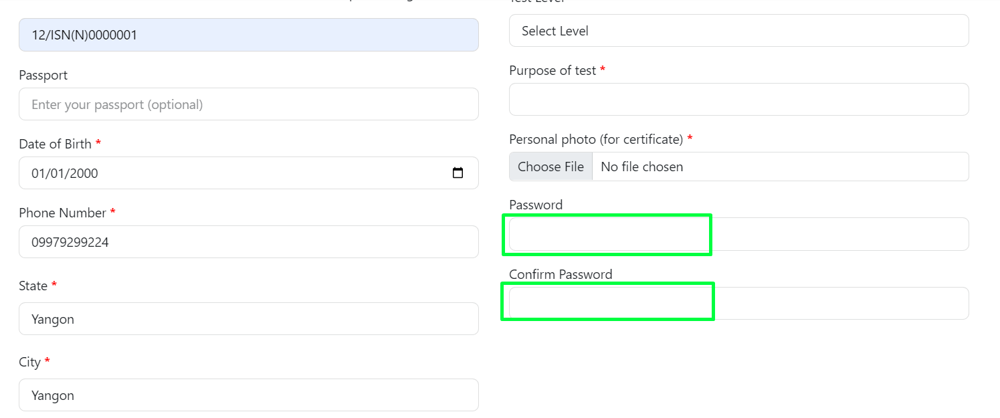 12/ISN(N)0000001
Passport
Enter your passport (optional)
Date of Birth *
01/01/2000
Phone Number *
09979299224
State *
Yangon
City *
Yangon
Test Level
Select Level
Purpose of test *
Personal photo (for certificate) *
Choose File No file chosen
Password
Confirm Password